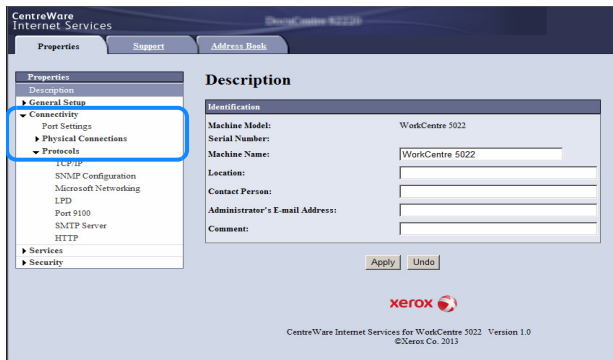 CentreWare
Internet Services
Properties
Support
Address Book
Properties
Description
General Setup
Connectivity
Port Settings
Physical Connections
Protocols
TCP/IP
SNMP Configuration
Microsoft Networking
LPD
Port 9100
SMTP Server
HTTP
Services
Security
Description
Identification
Machine Model: WorkCentre 5022
Serial Number:
Machine Name: WorkCentre 5022
Location:
Contact Person:
Administrator's E-mail Address:
Comment:
Apply Undo
xerox
CentreWare Internet Services for WorkCentre 5022 Version 1.0
©Xerox Co. 2013